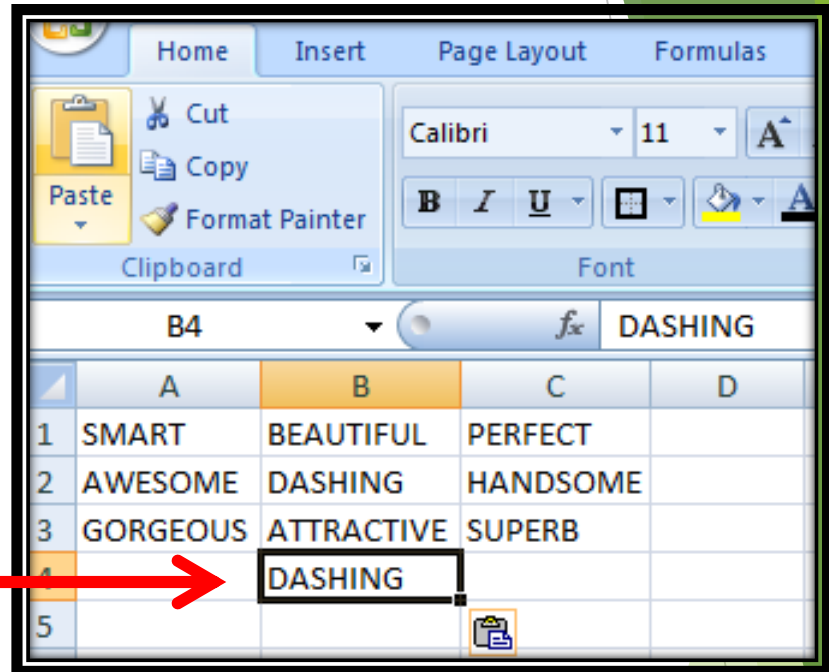 Home Insert Page Layout Formulas
Cut
Copy
Paste
Format Painter
Clipboard
Calibri 11 A
B I U A
Font
B4 fx DASHING
A B C D
1 SMART BEAUTIFUL PERFECT
2 AWESOME DASHING HANDSOME
3 GORGEOUS ATTRACTIVE SUPERB
4 DASHING
5